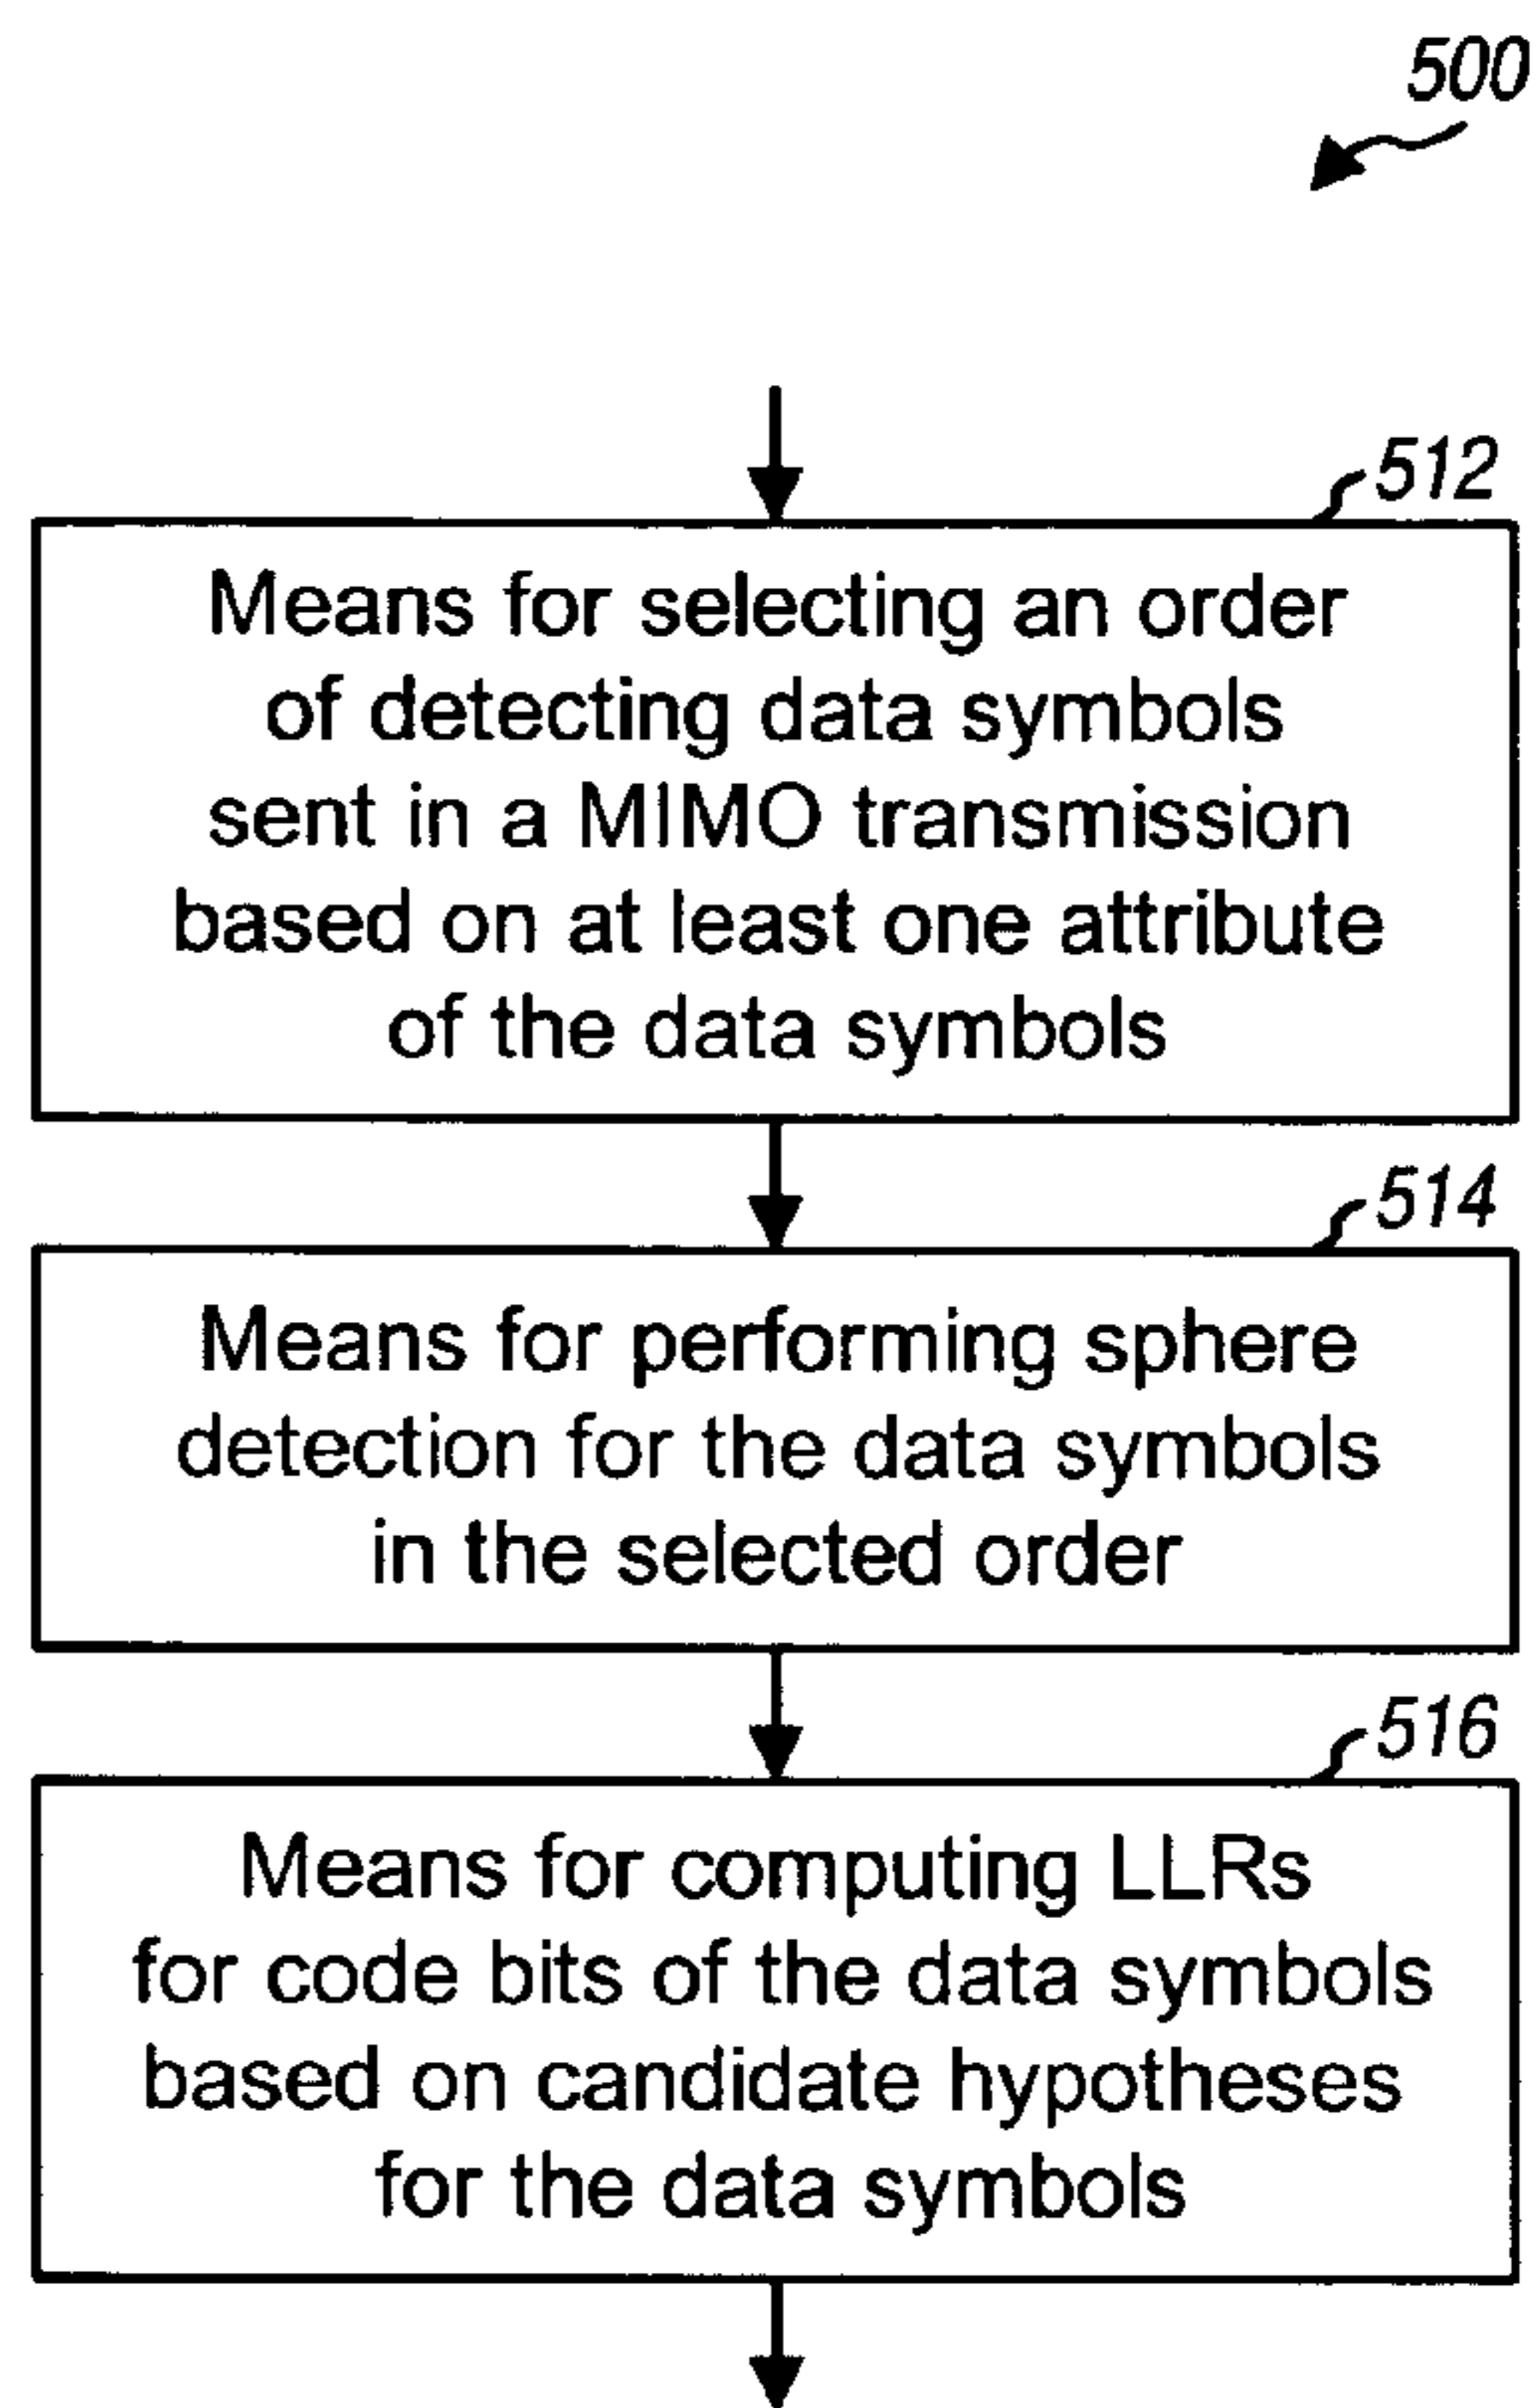 500
512
Means for selecting an order
of detecting data symbols
sent in a MIMO transmission
based on at least one attribute
of the data symbols
514
Means for performing sphere
detection for the data symbols
in the selected order
516
Means for computing LLRs
for code bits of the data symbols
based on candidate hypotheses
for the data symbols